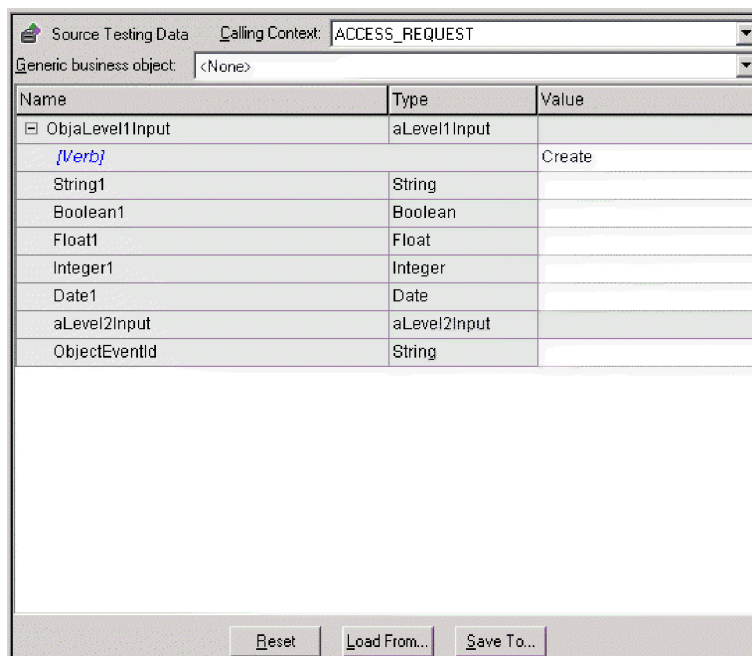 Source Testing Data Calling Context: ACCESS_REQUEST
Generic business object: <None>
Name Type Value
ObjaLevel1Input aLevel1Input
[Verb] Create
String1 String
Boolean1 Boolean
Float1 Float
Integer1 Integer
Date1 Date
aLevel2Input aLevel2Input
ObjectEventId String
Reset Load From... Save To...